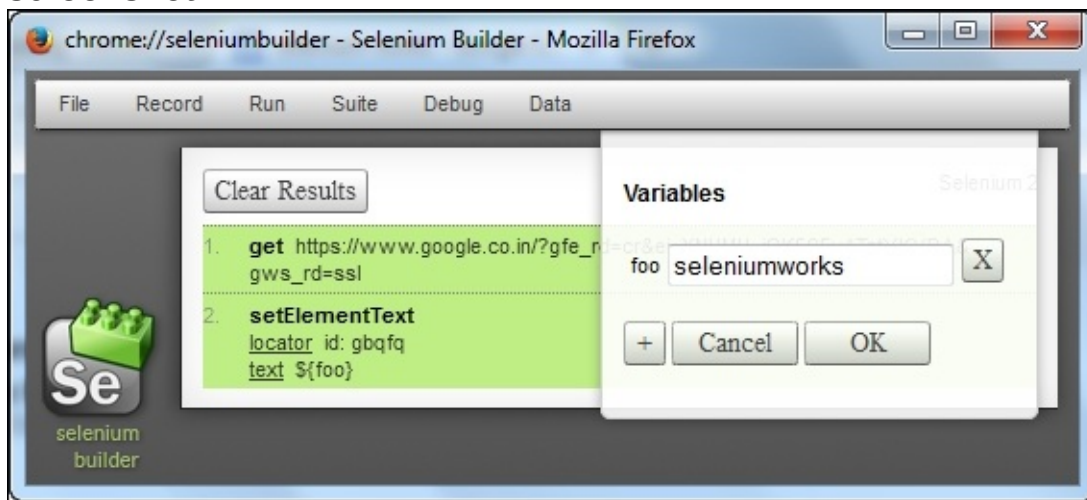 chrome://seleniumbuilder - Selenium Builder - Mozilla Firefox
File Record Run Suite Debug Data
Clear Results
Variables
Selenium 2
1. get https://www.google.co.in/?gfe_rd=cr&
gws_rd=ssl
foo seleniumworks X
2. setElementText
locator id: gbqfq
text ${foo}
+ Cancel OK
Se
selenium
builder